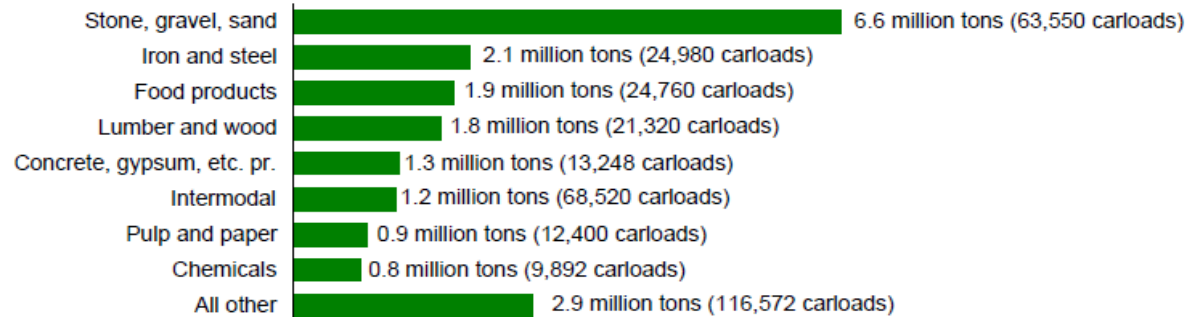 Stone, gravel, sand 6.6 million tons (63,550 carloads)
Iron and steel 2.1 million tons (24,980 carloads)
Food products 1.9 million tons (24,760 carloads)
Lumber and wood 1.8 million tons (21,320 carloads)
Concrete, gypsum, etc. pr. 1.3 million tons (13,248 carloads)
Intermodal 1.2 million tons (68,520 carloads)
Pulp and paper 0.9 million tons (12,400 carloads)
Chemicals 0.8 million tons (9,892 carloads)
All other 2.9 million tons (116,572 carloads)